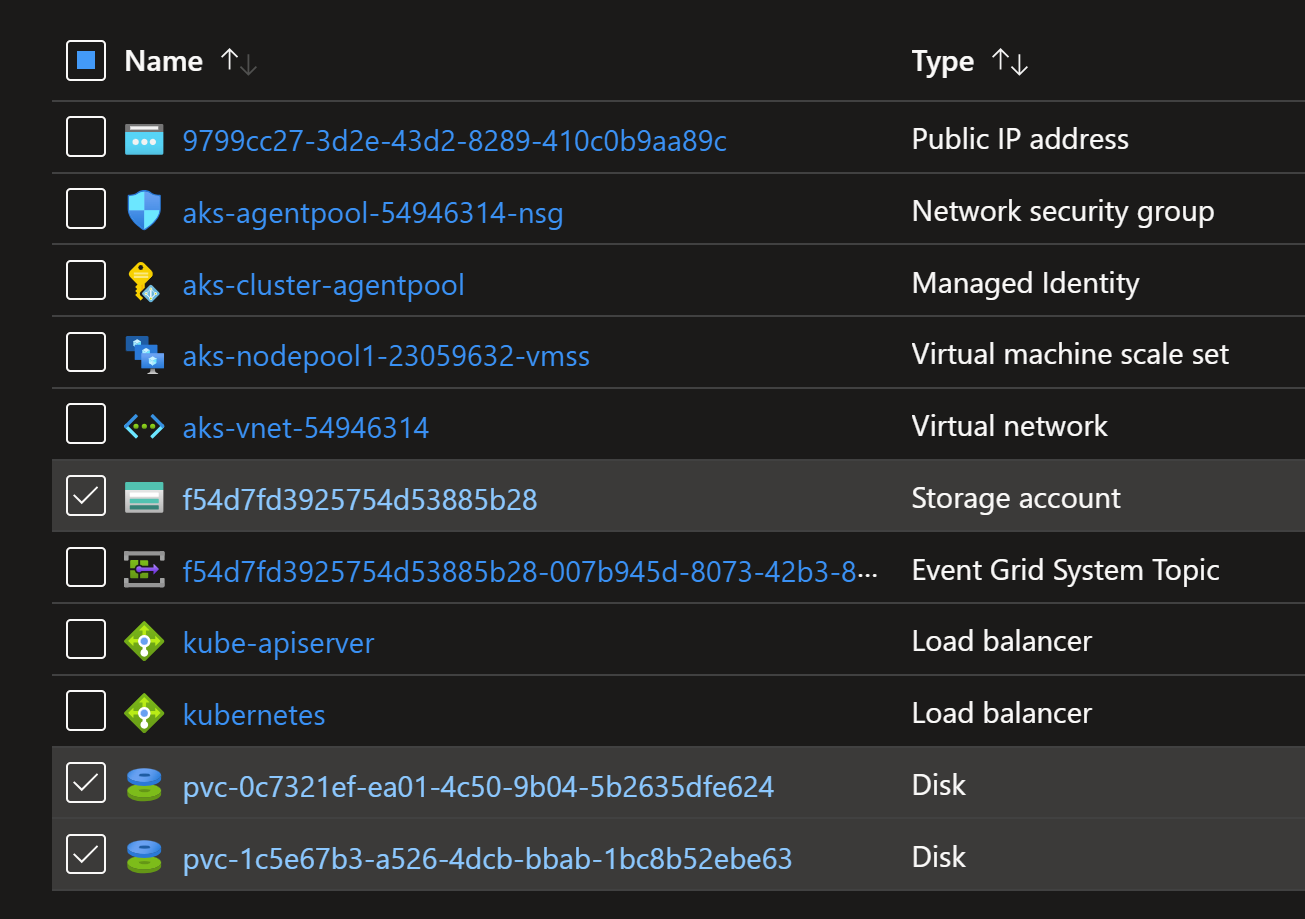 Name ↑↓ Type ↑↓
9799cc27-3d2e-43d2-8289-410c0b9aa89c Public IP address
aks-agentpool-54946314-nsg Network security group
aks-cluster-agentpool Managed Identity
aks-nodepool1-23059632-vmss Virtual machine scale set
aks-vnet-54946314 Virtual network
f54d7fd3925754d53885b28 Storage account
f54d7fd3925754d53885b28-007b945d-8073-42b3-8... Event Grid System Topic
kube-apiserver Load balancer
kubernetes Load balancer
pvc-0c7321ef-ea01-4c50-9b04-5b2635dfe624 Disk
pvc-1c5e67b3-a526-4dcb-bbab-1bc8b52ebe63 Disk